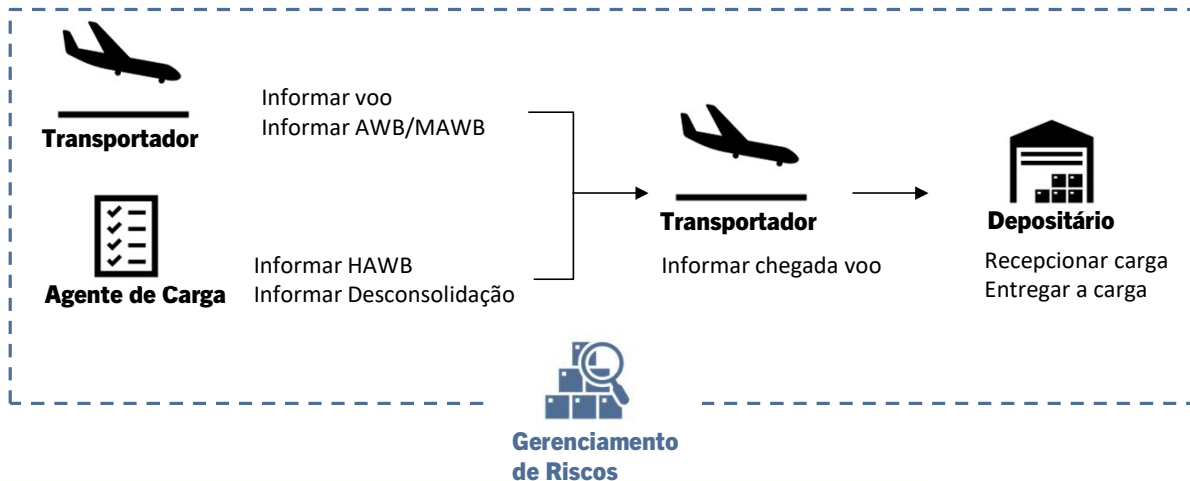 Transportador
Informar voo
Informar AWB/MAWB
Agente de Carga
Informar HAWB
Informar Desconsolidação
Transportador
Informar chegada voo
Depositário
Recepcionar carga
Entregar a carga
Gerenciamento
de Riscos